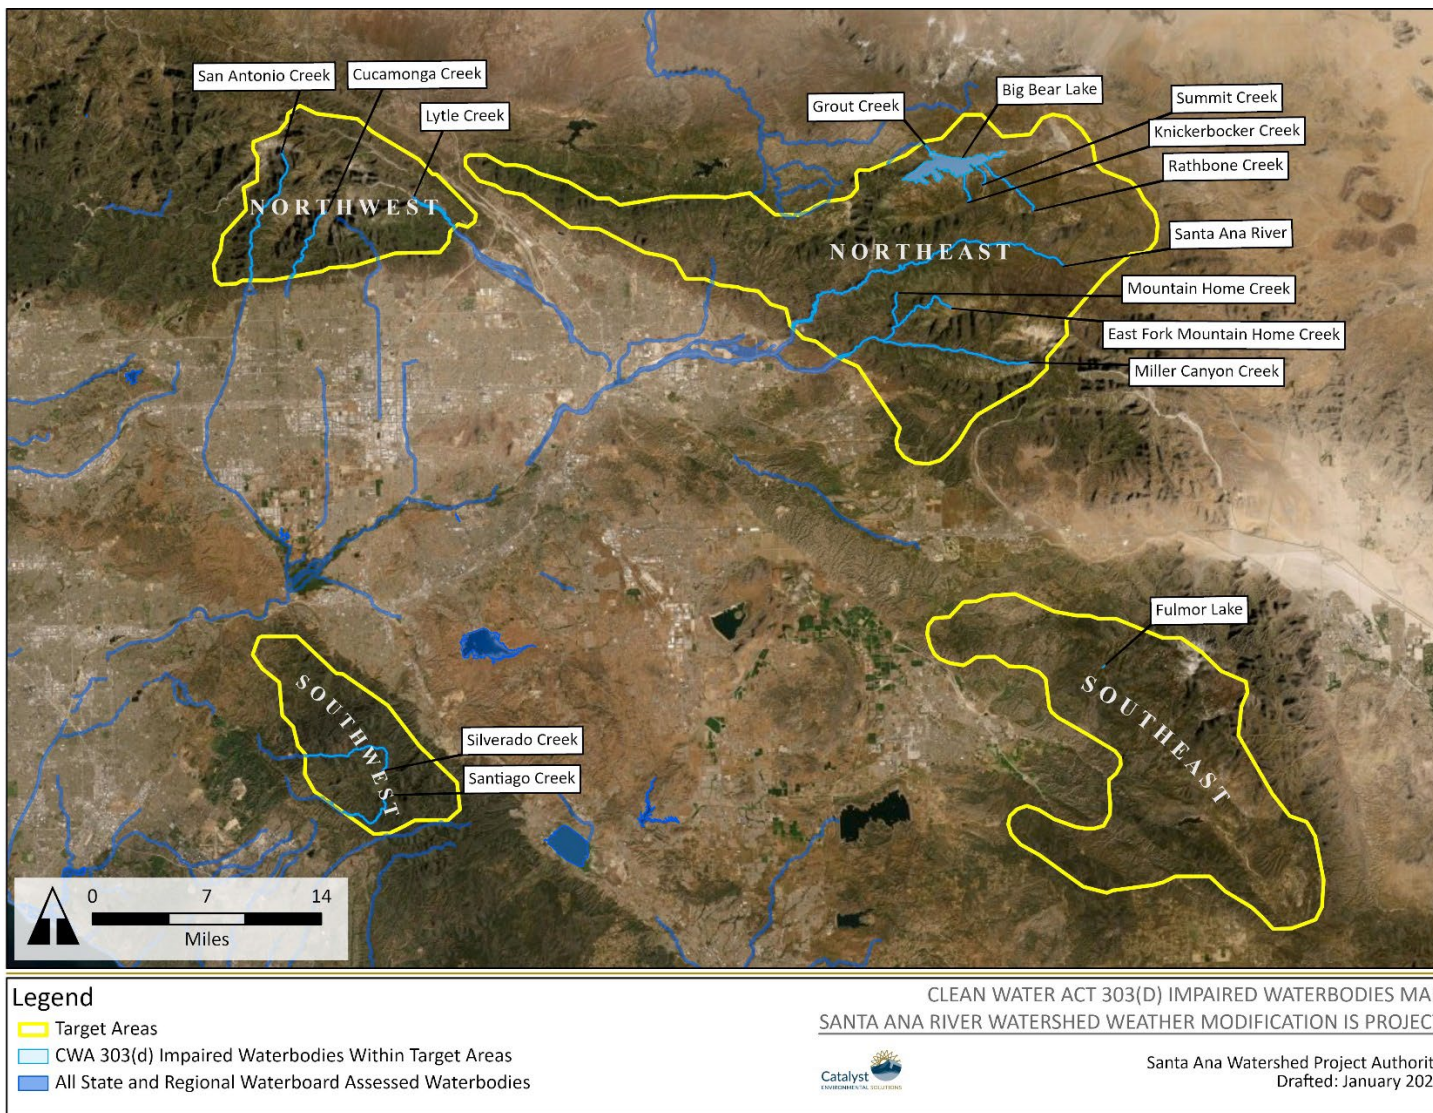 San Antonio Creek
Cucamonga Creek
Lytle Creek
Grout Creek
Big Bear Lake
Summit Creek
Knickerbocker Creek
Rathbone Creek
NORTHWEST
NORTHEAST
Santa Ana River
Mountain Home Creek
East Fork Mountain Home Creek
Miller Canyon Creek
Fulmor Lake
SOUTHWEST
SOUTHEAST
Silverado Creek
Santiago Creek
0 7 14
Miles
Legend
Target Areas
CWA 303(d) Impaired Waterbodies Within Target Areas
All State and Regional Waterboard Assessed Waterbodies
CLEAN WATER ACT 303(D) IMPAIRED WATERBODIES MA
SANTA ANA RIVER WATERSHED WEATHER MODIFICATION IS PROJECT
Catalyst
ENVIRONMENTAL SOLUTIONS
Santa Ana Watershed Project Authorit
Drafted: January 202